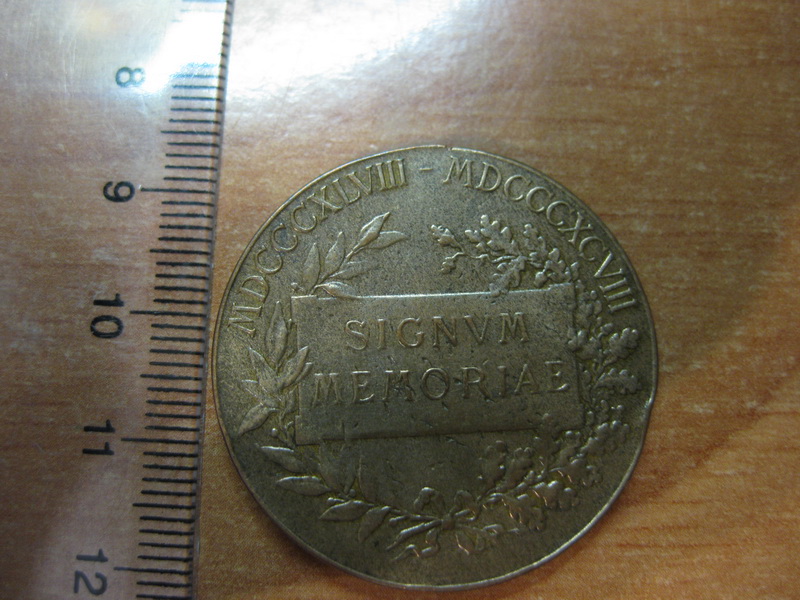 MDCCCXLVIII - MDCCCXCVIII
SIGNVM
MEMORIAE
8
9
10
11
12